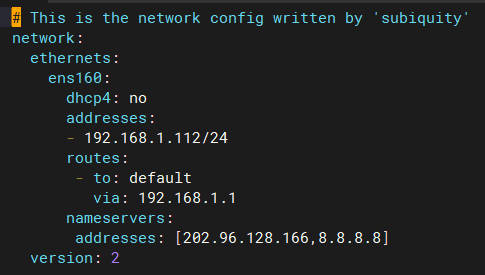 # This is the network config written by 'subiquity'
network:
  ethernets:
    ens160:
      dhcp4: no
      addresses:
      - 192.168.1.112/24
      routes:
       - to: default
         via: 192.168.1.1
      nameservers:
       addresses: [202.96.128.166,8.8.8.8]
  version: 2